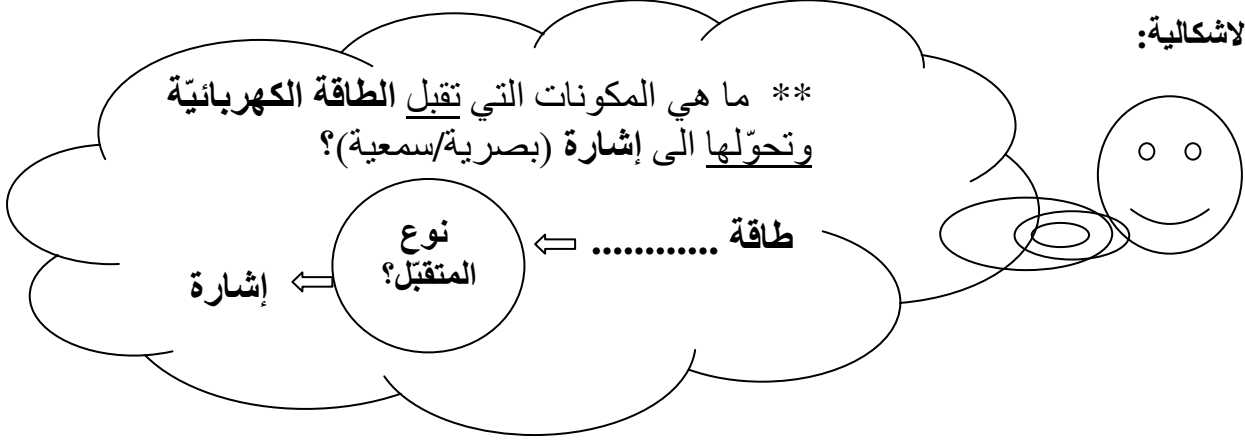 لاشكالية:
** ما هي المكونات التي تقبل الطاقة الكهربائيّة
وتحوّلها الى إشارة (بصرية/سمعية)؟
طاقة ............ ⇦ نوع المتقبّل؟ ⇦ إشارة